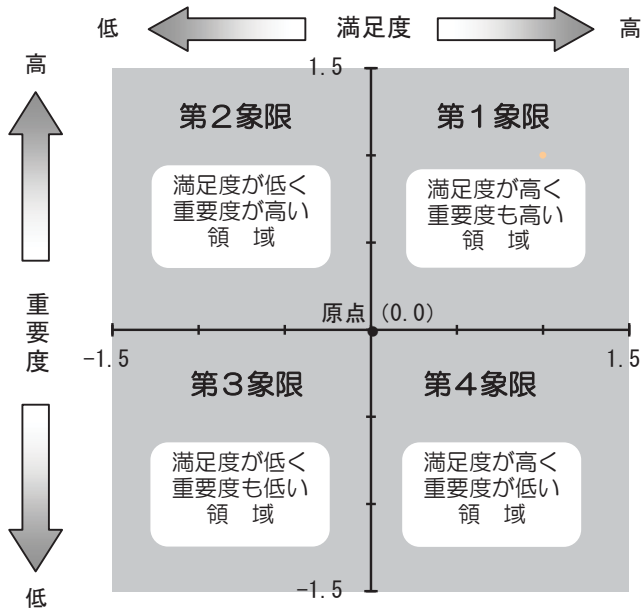 低 満足度 高
高
1.5
第２象限 第１象限
満足度が低く
重要度が高い
領　域
満足度が高く
重要度も高い
領　域
重要度
原点 (0.0)
-1.5 1.5
第３象限 第４象限
満足度が低く
重要度も低い
領　域
満足度が高く
重要度が低い
領　域
-1.5
低